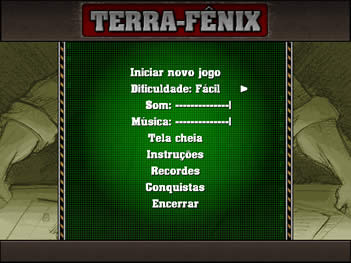 TERRA-FÊNIX
Iniciar novo jogo
Dificuldade: Fácil
Som: --------------|
Música: --------------|
Tela cheia
Instruções
Recordes
Conquistas
Encerrar